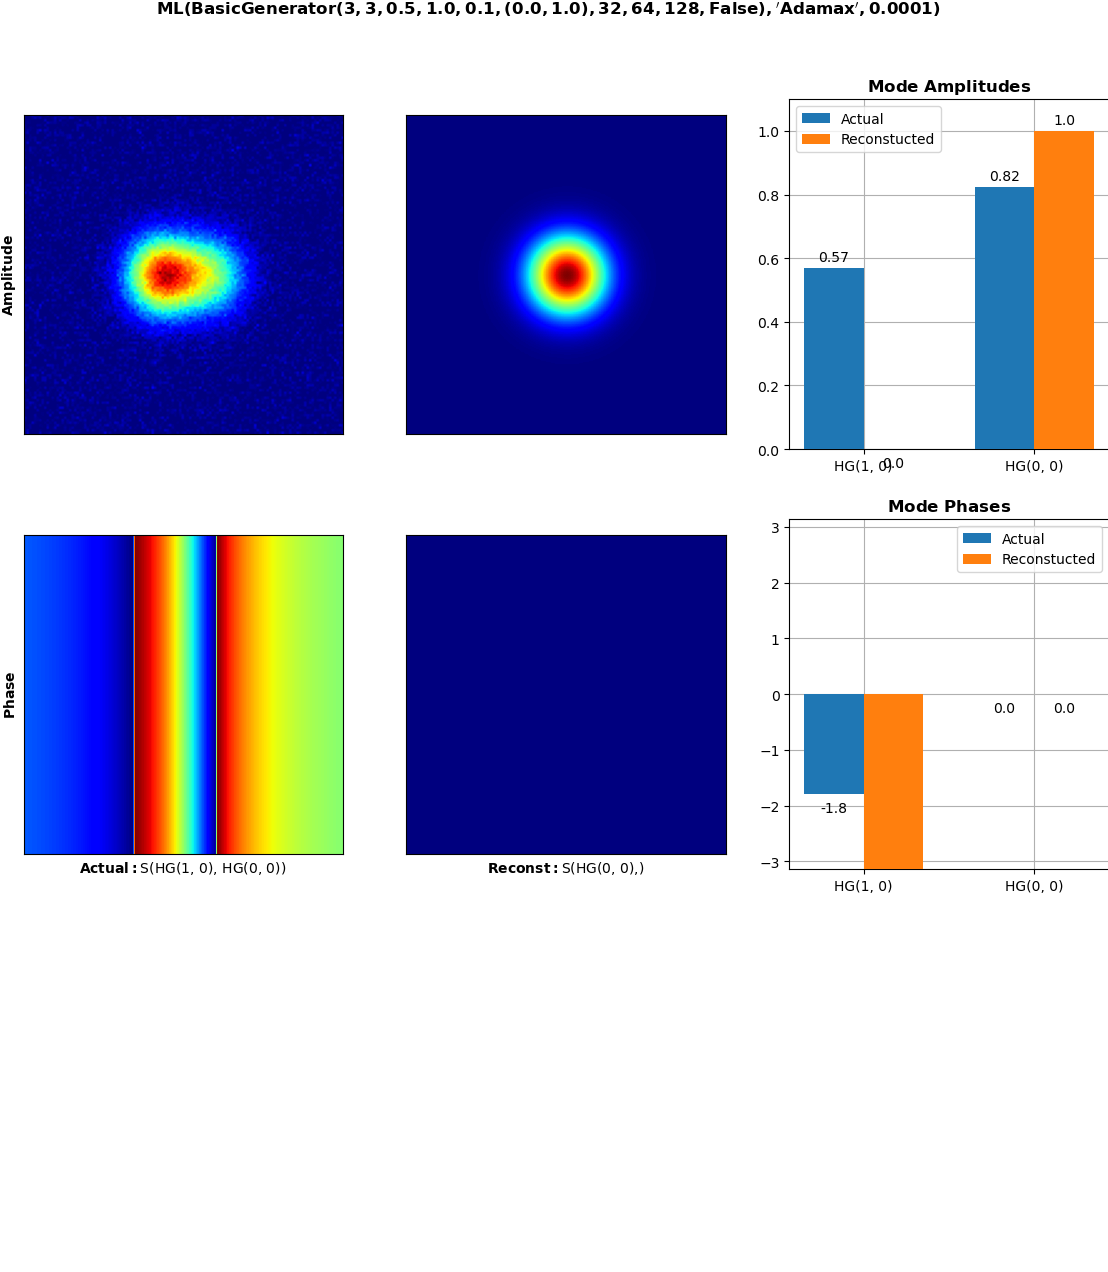 ML(BasicGenerator(3, 3, 0.5, 1.0, 0.1, (0.0, 1.0), 32, 64, 128, False), ′Adamax′, 0.0001)
Mode Amplitudes
Actual
Reconstucted
1.0
0.82
0.57
0.0
1.0
0.8
0.6
0.4
0.2
0.0
HG(1, 0)
HG(0, 0)
Amplitude
Mode Phases
Actual
Reconstucted
3
2
1
0
−1
−2
−3
0.0
0.0
-1.8
HG(1, 0)
HG(0, 0)
Phase
Actual: S(HG(1, 0), HG(0, 0))
Reconst: S(HG(0, 0),)